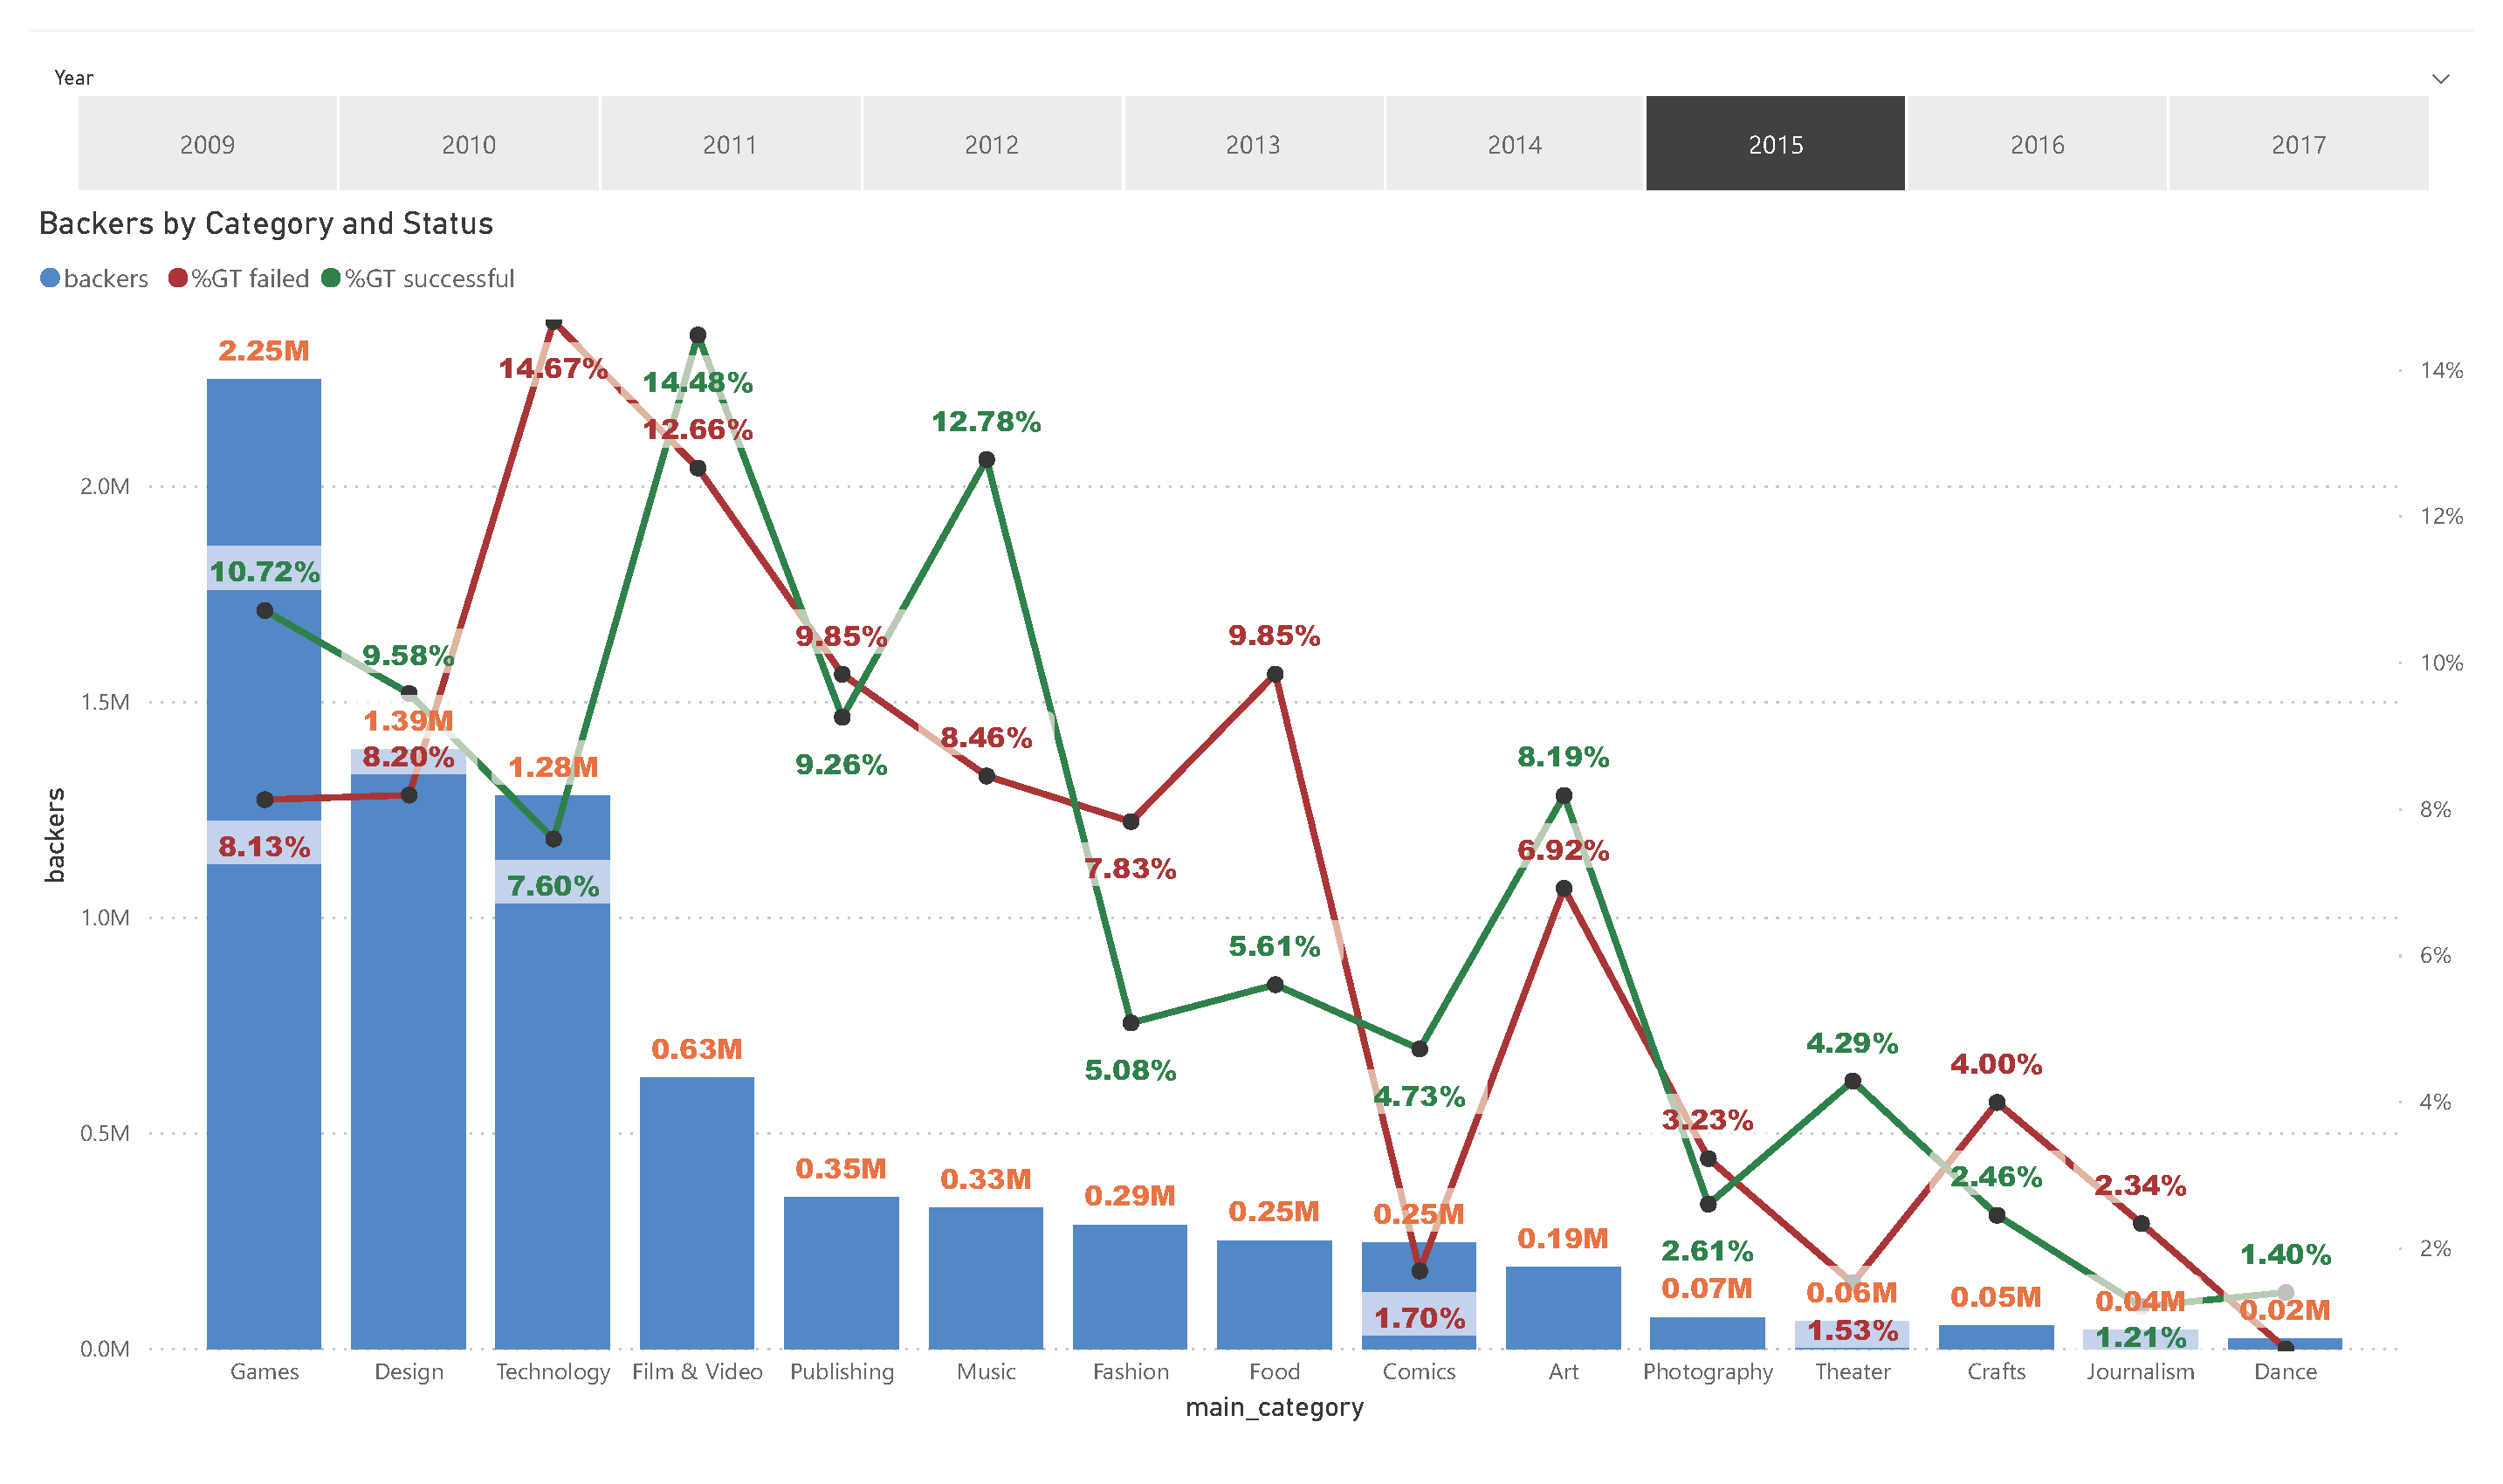 Year
2009 2010 2011 2012 2013 2014 2015 2016 2017
Backers by Category and Status
backers %GT failed %GT successful
2.25M
14.67%
14%
14.48%
12.78%
12.66%
2.0M
12%
10.72%
9.85%
9.85%
9.58%
10%
1.5M
1.39M
8.46%
8.20%
8.19%
1.28M
9.26%
8%
8.13%
6.92%
7.83%
7.60%
backers
1.0M
5.61%
6%
0.63M
4.29%
4.00%
5.08%
4.73%
4%
3.23%
0.5M
0.35M
0.33M
2.46%
2.34%
0.29M
0.25M
0.25M
0.19M
2.61%
2%
1.40%
0.07M
0.06M
0.05M
0.04M
0.02M
1.70%
1.53%
1.21%
0.0M
Games Design Technology Film & Video Publishing Music Fashion Food Comics Art Photography Theater Crafts Journalism Dance
main_category